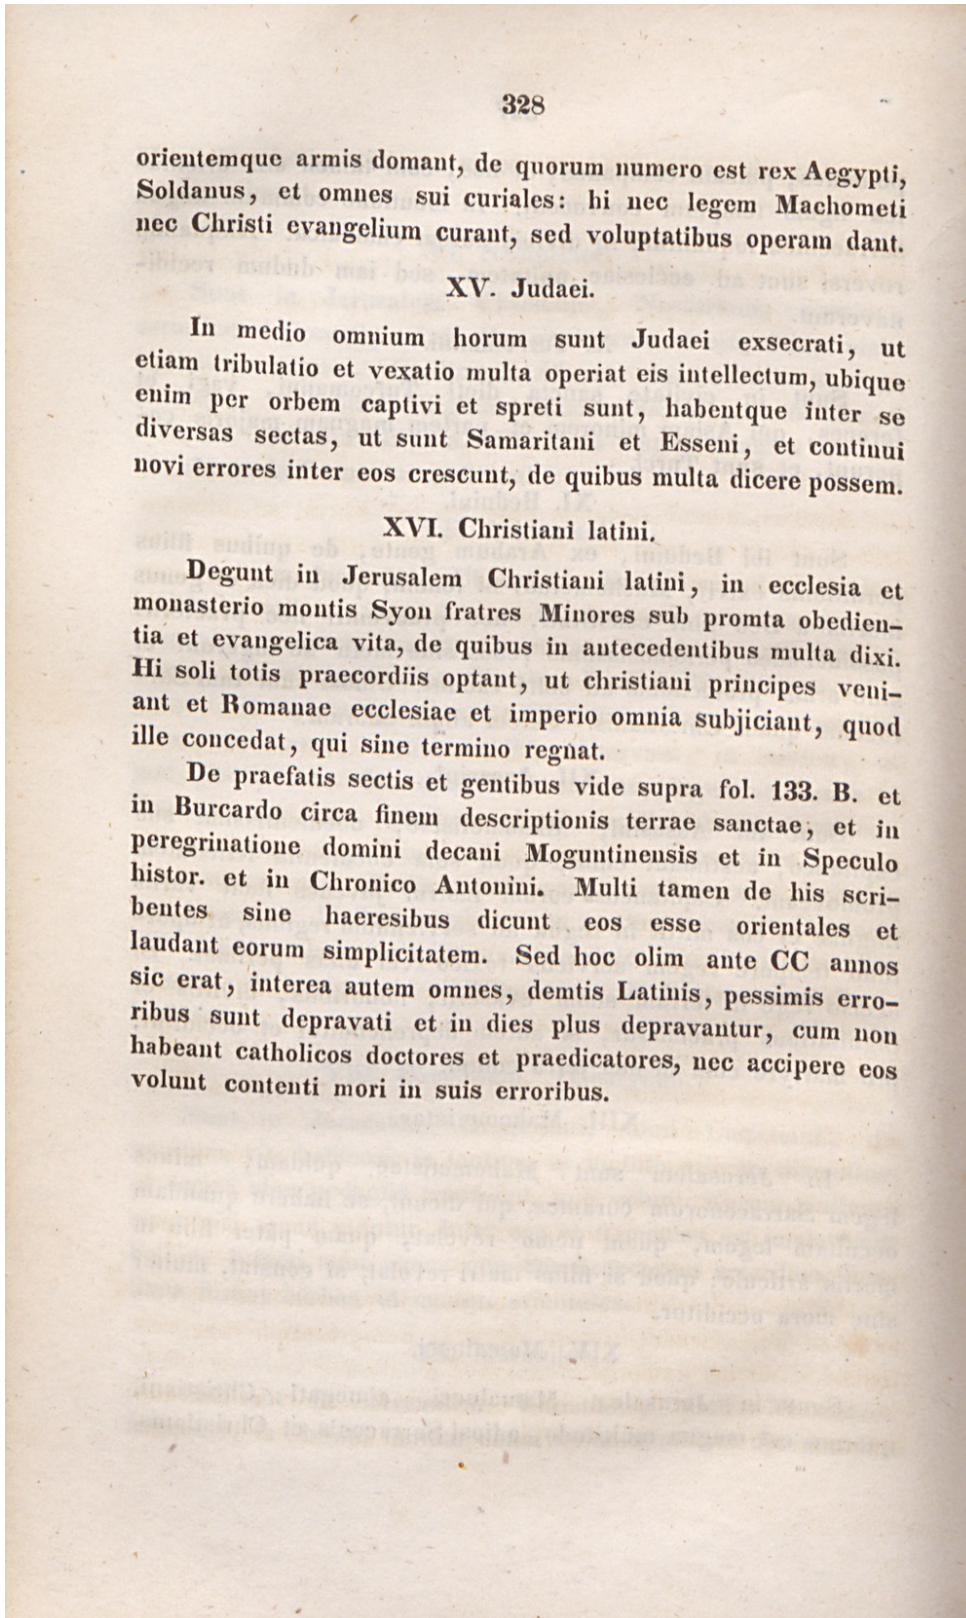 328
orientemque armis domant, de quorum numero est rex Aegypti,
Soldanus, et omnes sui curiales: hi nec legem Machometi
nec Christi evangelium curant, sed voluptatibus operam dant.
XV. Judaei.
In medio omnium horum sunt Judaei exsecrati, ut
etiam tribulatio et vexatio multa operiat eis intellectum, ubique
enim per orbem captivi et spreti sunt, habentque inter se
diversas sectas, ut sunt Samaritani et Esseni, et continui
novi errores inter eos crescunt, de quibus multa dicere possem.
XVI. Christiani latini.
Degunt in Jerusalem Christiani latini, in ecclesia et
monasterio montis Syon fratres Minores sub promta obedien-
tia et evangelica vita, de quibus in antecedentibus multa dixi.
Hi soli totis praecordiis optant, ut christiani principes veni-
ant et Romanae ecclesiae et imperio omnia subjiciant, quod
ille concedat, qui sine termino regnat.
De praefatis sectis et gentibus vide supra fol. 133. B. et
in Burcardo circa finem descriptionis terrae sanctae, et in
peregrinatione domini decani Moguntinensis et in Speculo
histor. et in Chronico Antonini. Multi tamen de his scri-
bentes sine haeresibus dicunt eos esse orientales et
laudant eorum simplicitatem. Sed hoc olim ante CC annos
sic erat, interea autem omnes, demtis Latinis, pessimis erro-
ribus sunt depravati et in dies plus depravantur, cum non
habeant catholicos doctores et praedicatores, nec accipere eos
volunt contenti mori in suis erroribus.